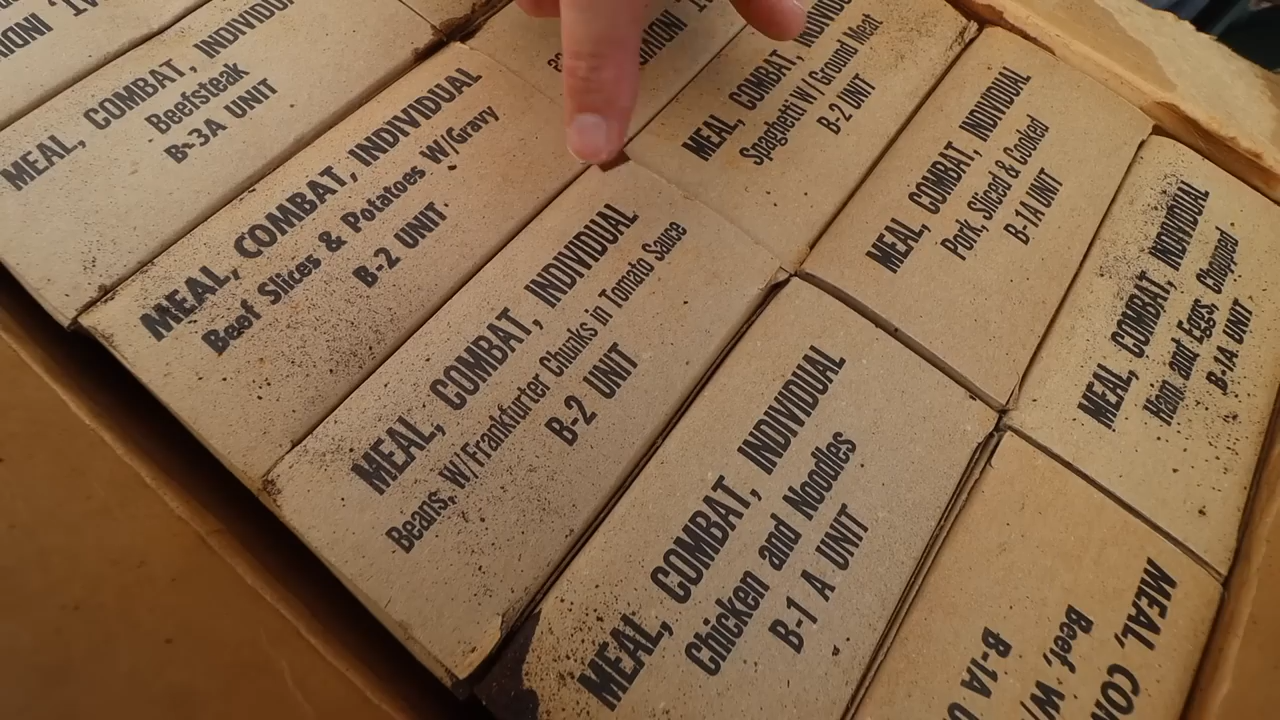 MEAL, COMBAT, INDIVIDUAL
Beefsteak
B-3A UNIT
MEAL, COMBAT, INDIVIDUAL
Beef Slices & Potatoes W/Gravy
B-2 UNIT
MEAL, COMBAT, INDIVIDUAL
Beans, W/Frankfurter Chunks in Tomato Sauce
B-2 UNIT
MEAL, COMBAT, INDIVIDUAL
Spaghetti W/Ground Meat
B-2 UNIT
MEAL, COMBAT, INDIVIDUAL
Pork, Sliced & Cooked
B-1A UNIT
MEAL, COMBAT, INDIVIDUAL
Ham and Eggs, Chopped
B-1A UNIT
MEAL, COMBAT, INDIVIDUAL
Chicken and Noodles
B-1 A UNIT
MEAL,
Beef,
B-1A